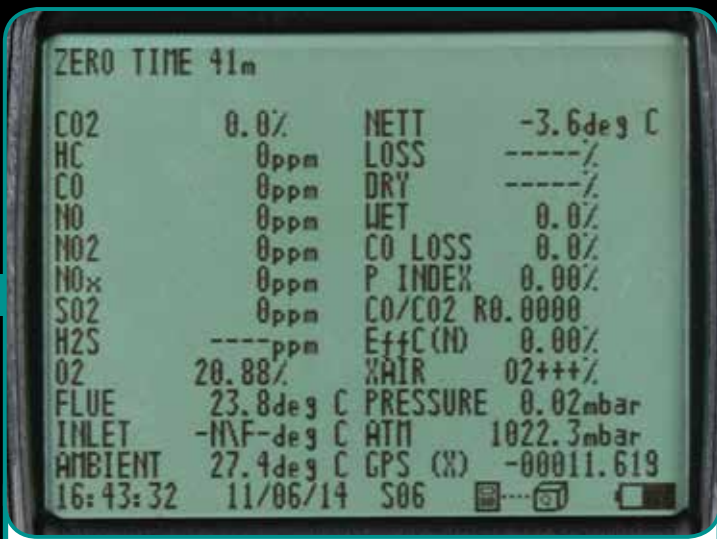 ZERO TIME 41m
CO2 0.0% NETT -3.6deg C
HC 0ppm LOSS -----%
CO 0ppm DRY -----%
NO 0ppm WET 0.0%
NO2 0ppm CO LOSS 0.0%
NOx 0ppm P INDEX 0.00%
SO2 0ppm CO/CO2 R0.0000
H2S ----ppm EffC(N) 0.00%
O2 20.88% XAIR O2+++%
FLUE 23.8deg C PRESSURE 0.02mbar
INLET -N\F-deg C ATM 1022.3mbar
AMBIENT 27.4deg C GPS (X) -00011.619
16:43:32 11/06/14 S06